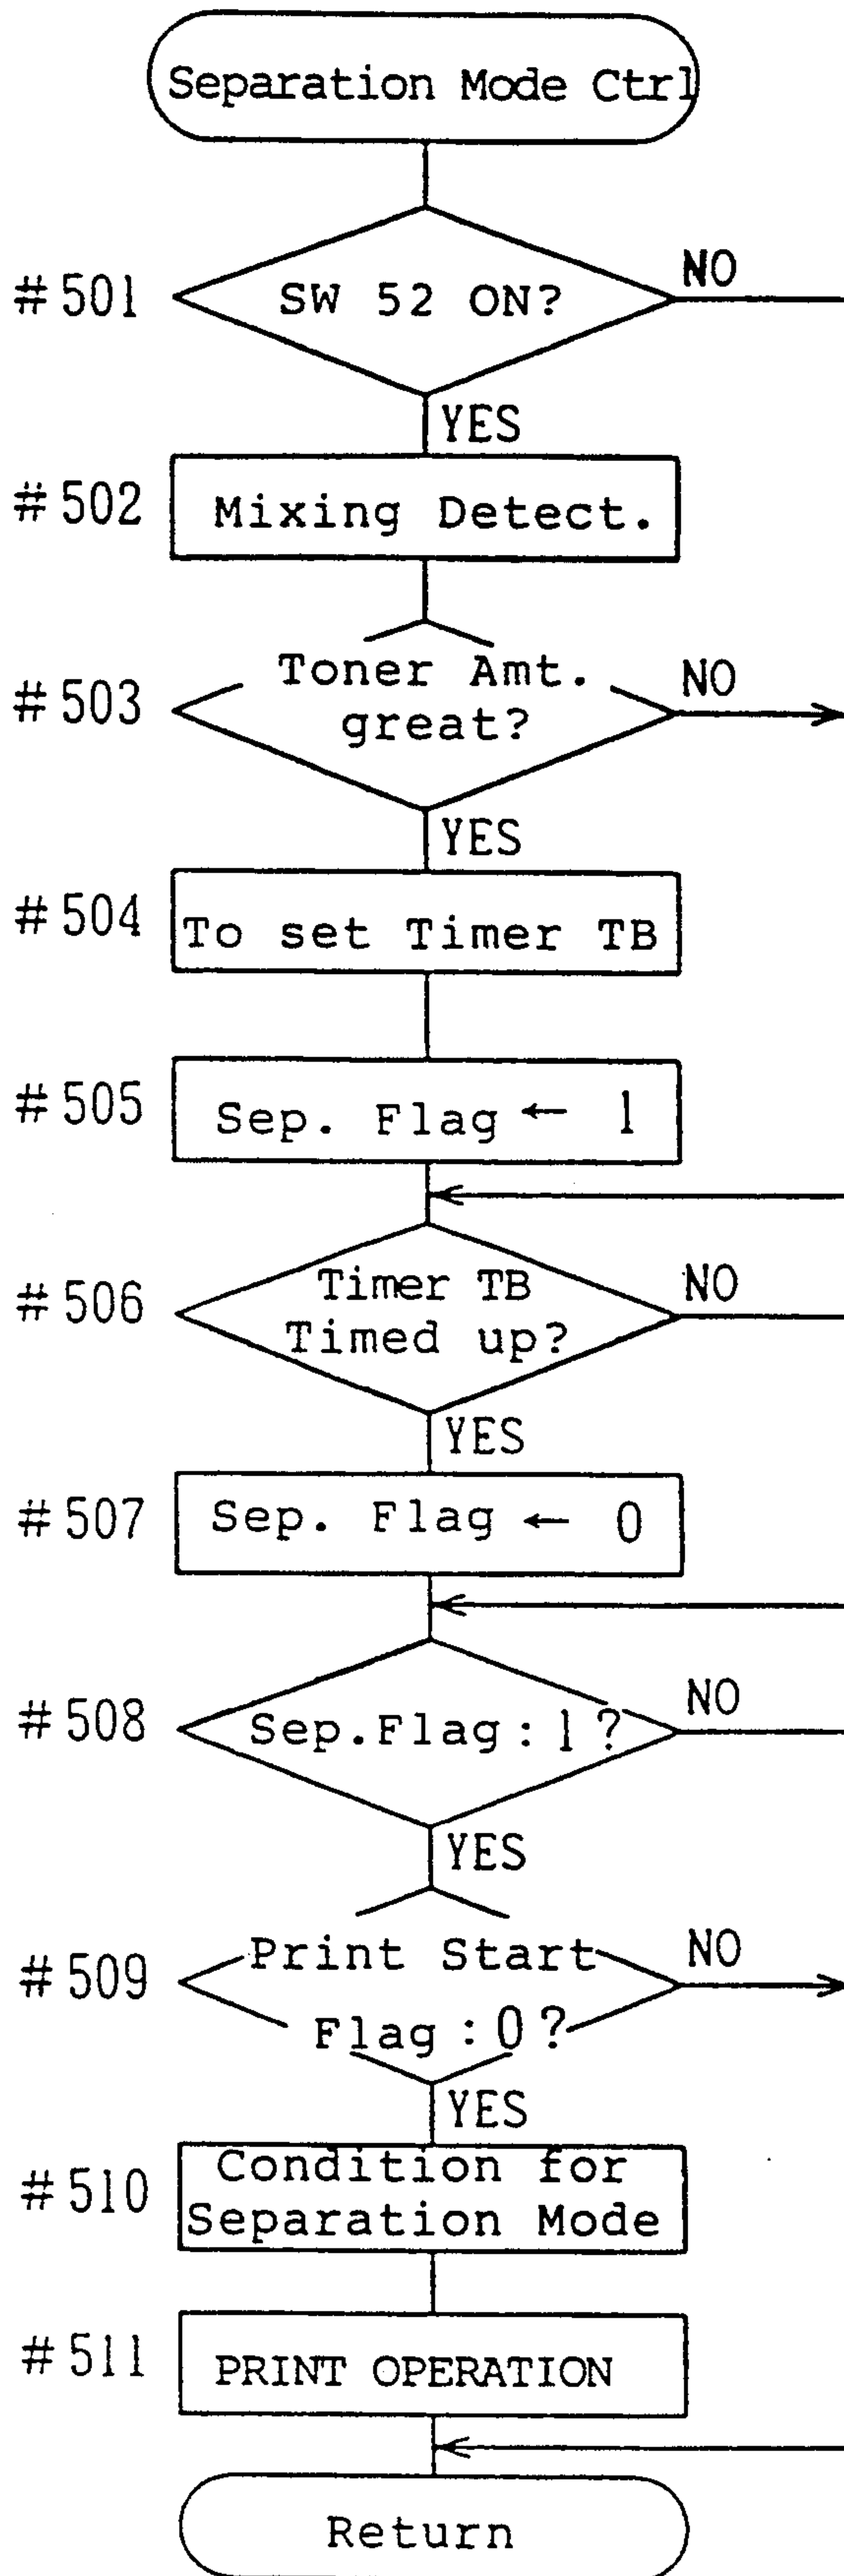 Separation Mode Ctrl
#501 SW 52 ON? NO
YES
#502 Mixing Detect.
Toner Amt. NO
#503 great?
YES
#504 To set Timer TB
#505 Sep. Flag ← 1
Timer TB NO
#506 Timed up?
YES
#507 Sep. Flag ← 0
#508 Sep.Flag:1? NO
YES
Print Start NO
#509
Flag:0?
YES
Condition for
#510 Separation Mode
#511 PRINT OPERATION
Return